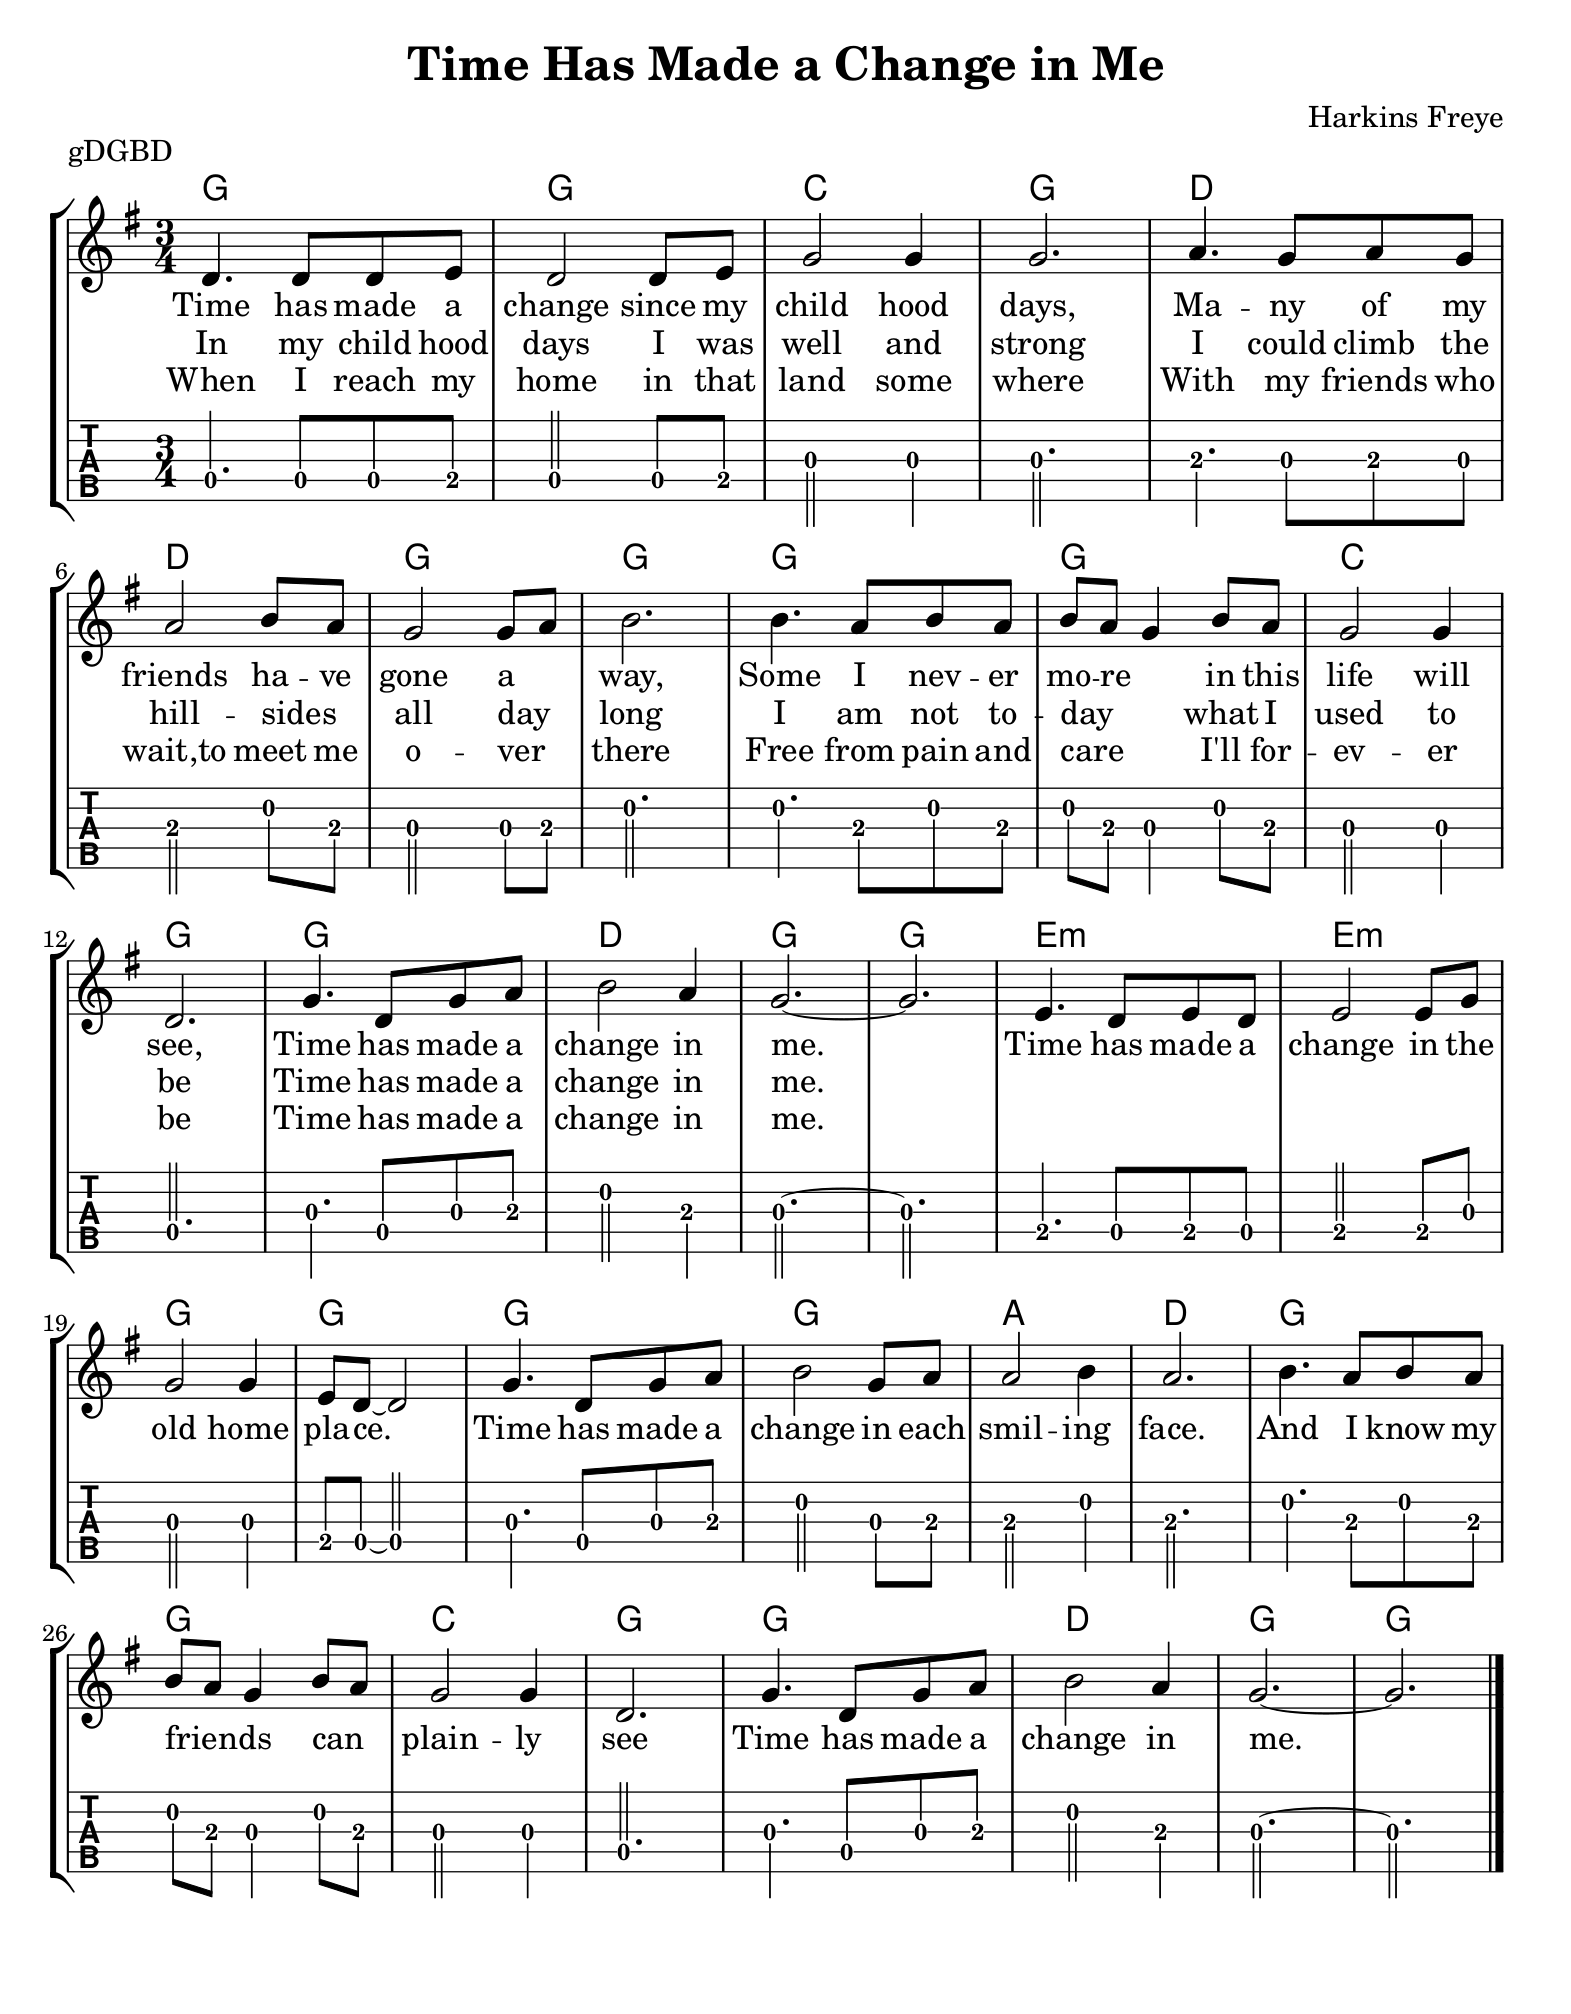 Time Has Made a Change in Me
Harkins Freye
gDGBD
G G C G D
3 4
Time has made a change since my child hood days, Ma -- ny of my
In my child hood days I was well and strong I could climb the
When I reach my home in that land some where With my friends who
T A B 3 4 0 0 0 2 0 0 2 0 0 0 2 0 2 0
D G G G G C
6
friends ha -- ve gone a way, Some I nev -- er mo -- re in this life will
hill -- sides all day long I am not to -- day what I used to
wait,to meet me o -- ver there Free from pain and care I'll for -- ev -- er
T A B 2 0 2 0 0 2 0 0 2 0 2 0 2 0 0 2 0 0
G G D G G Em Em
12
see, Time has made a change in me. Time has made a change in the
be Time has made a change in me.
be Time has made a change in me.
T A B 0 0 0 0 2 0 2 0 0 2 0 2 0 2 2 0
G G G G A D G
19
old home place. Time has made a change in each smil -- ing face. And I know my
T A B 0 0 2 0 0 0 0 0 2 0 0 2 2 0 2 0 2 0 2
G C G G D G G
26
friends can plain -- ly see Time has made a change in me.
T A B 0 2 0 0 2 0 0 0 0 0 0 2 0 2 0 0